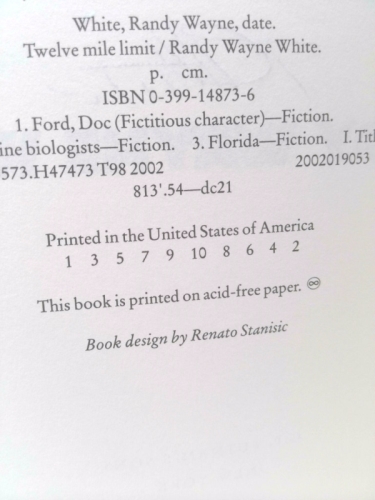 White, Randy Wayne, date.
Twelve mile limit / Randy Wayne White.
p. cm.
ISBN 0-399-14873-6
1. Ford, Doc (Fictitious character)—Fiction.
ine biologists—Fiction. 3. Florida—Fiction. I. Titl
573.H47473 T98 2002 2002019053
813'.54—dc21
Printed in the United States of America
1 3 5 7 9 10 8 6 4 2
This book is printed on acid-free paper. ♾
Book design by Renato Stanisic